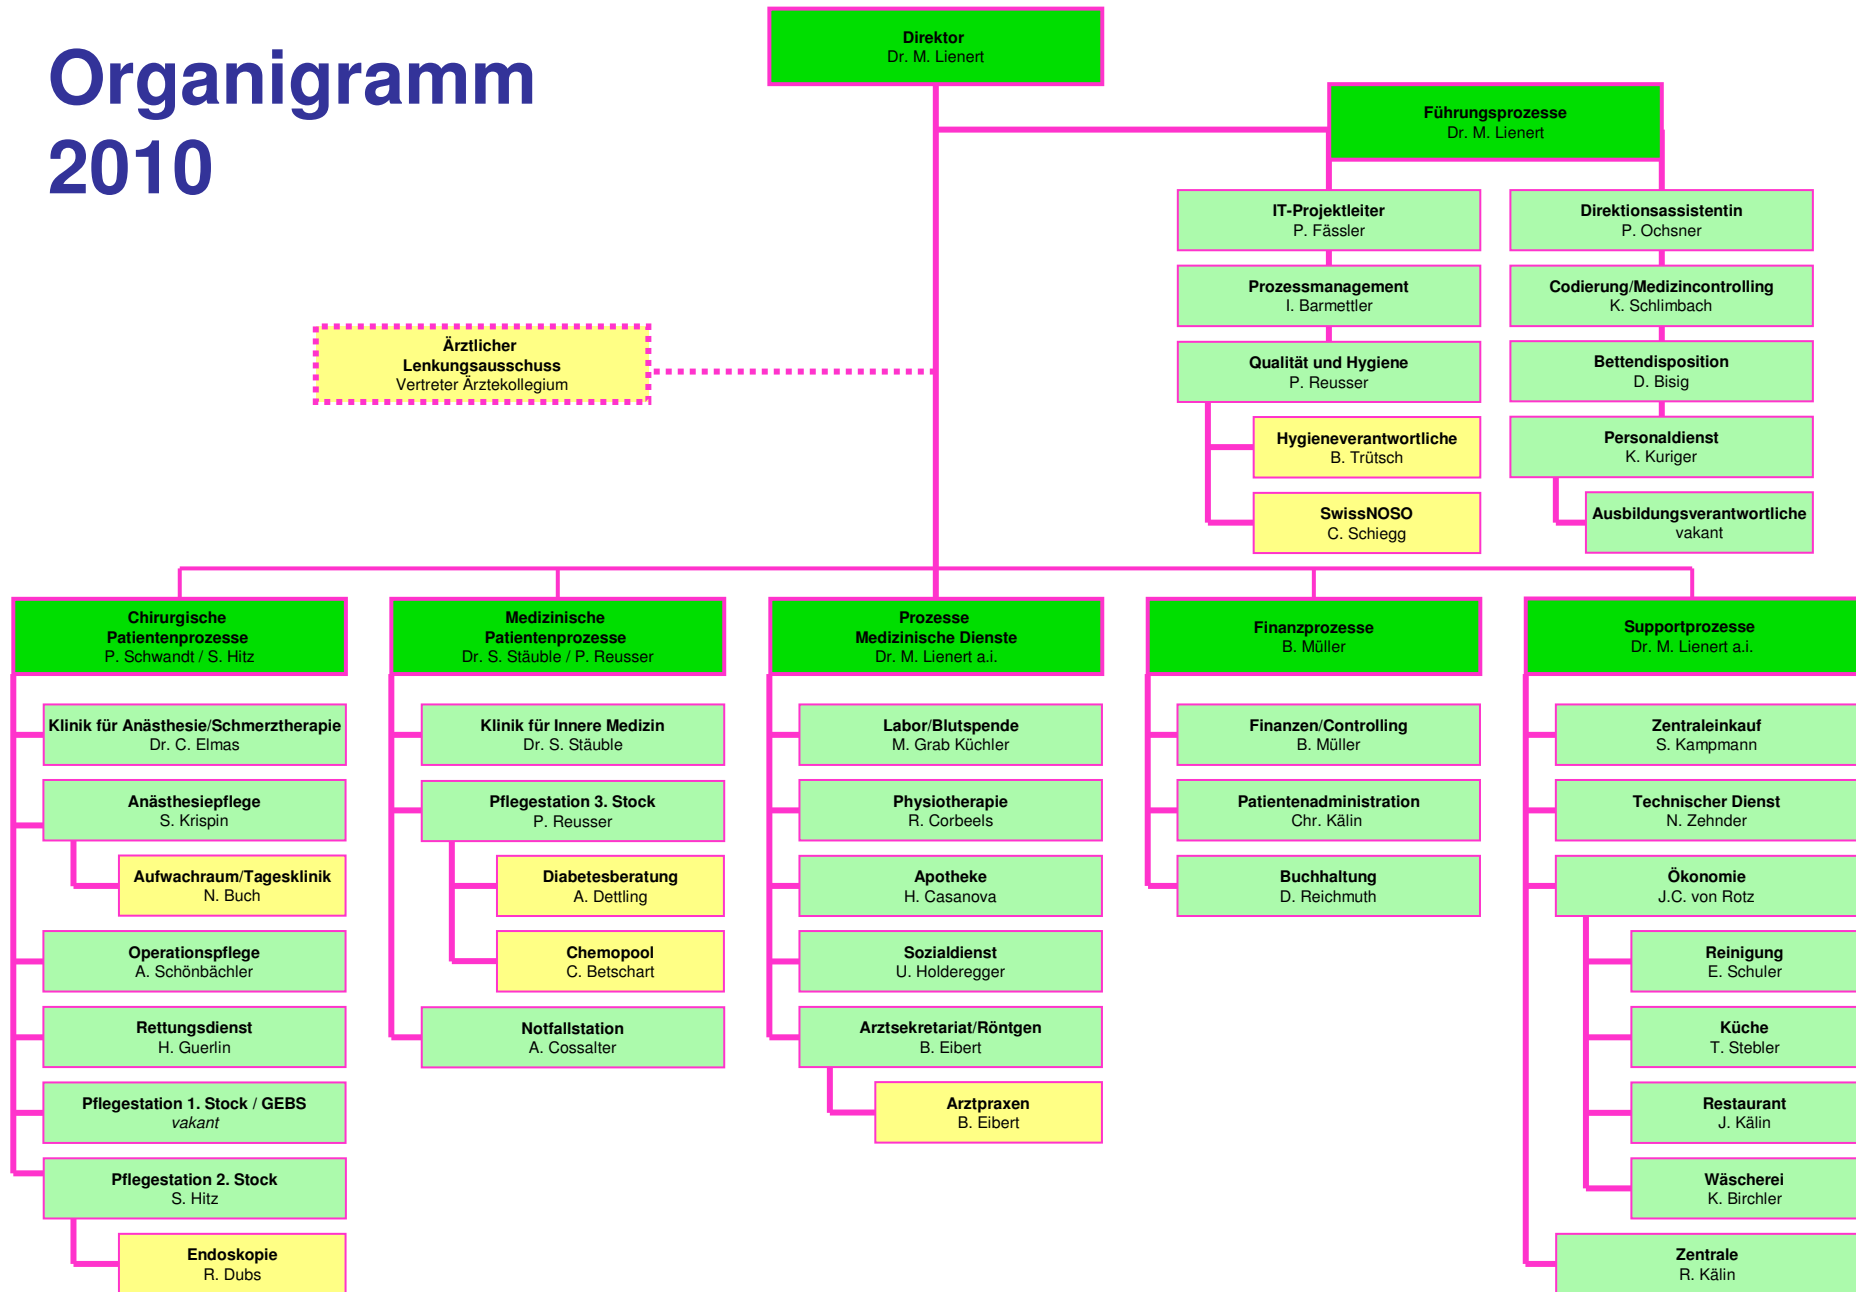 Organigramm
2010
Direktor
Dr. M. Lienert
Führungsprozesse
Dr. M. Lienert
IT-Projektleiter
P. Fässler
Prozessmanagement
I. Barmettler
Qualität und Hygiene
P. Reusser
Hygieneverantwortliche
B. Trütsch
SwissNOSO
C. Schiegg
Direktionsassistentin
P. Ochsner
Codierung/Medizincontrolling
K. Schlimbach
Bettendisposition
D. Bisig
Personaldienst
K. Kuriger
Ausbildungsverantwortliche
vakant
Ärztlicher
Lenkungsausschuss
Vertreter Ärztekollegium
Chirurgische
Patientenprozesse
P. Schwandt / S. Hitz
Klinik für Anästhesie/Schmerztherapie
Dr. C. Elmas
Anästhesiepflege
S. Krispin
Aufwachraum/Tagesklinik
N. Buch
Operationspflege
A. Schönbächler
Rettungsdienst
H. Guerlin
Pflegestation 1. Stock / GEBS
vakant
Pflegestation 2. Stock
S. Hitz
Endoskopie
R. Dubs
Medizinische
Patientenprozesse
Dr. S. Stäuble / P. Reusser
Klinik für Innere Medizin
Dr. S. Stäuble
Pflegestation 3. Stock
P. Reusser
Diabetesberatung
A. Dettling
Chemopool
C. Betschart
Notfallstation
A. Cossalter
Prozesse
Medizinische Dienste
Dr. M. Lienert a.i.
Labor/Blutspende
M. Grab Küchler
Physiotherapie
R. Corbeels
Apotheke
H. Casanova
Sozialdienst
U. Holderegger
Arztsekretariat/Röntgen
B. Eibert
Arztpraxen
B. Eibert
Finanzprozesse
B. Müller
Finanzen/Controlling
B. Müller
Patientenadministration
Chr. Kälin
Buchhaltung
D. Reichmuth
Supportprozesse
Dr. M. Lienert a.i.
Zentraleinkauf
S. Kampmann
Technischer Dienst
N. Zehnder
Ökonomie
J.C. von Rotz
Reinigung
E. Schuler
Küche
T. Stebler
Restaurant
J. Kälin
Wäscherei
K. Birchler
Zentrale
R. Kälin